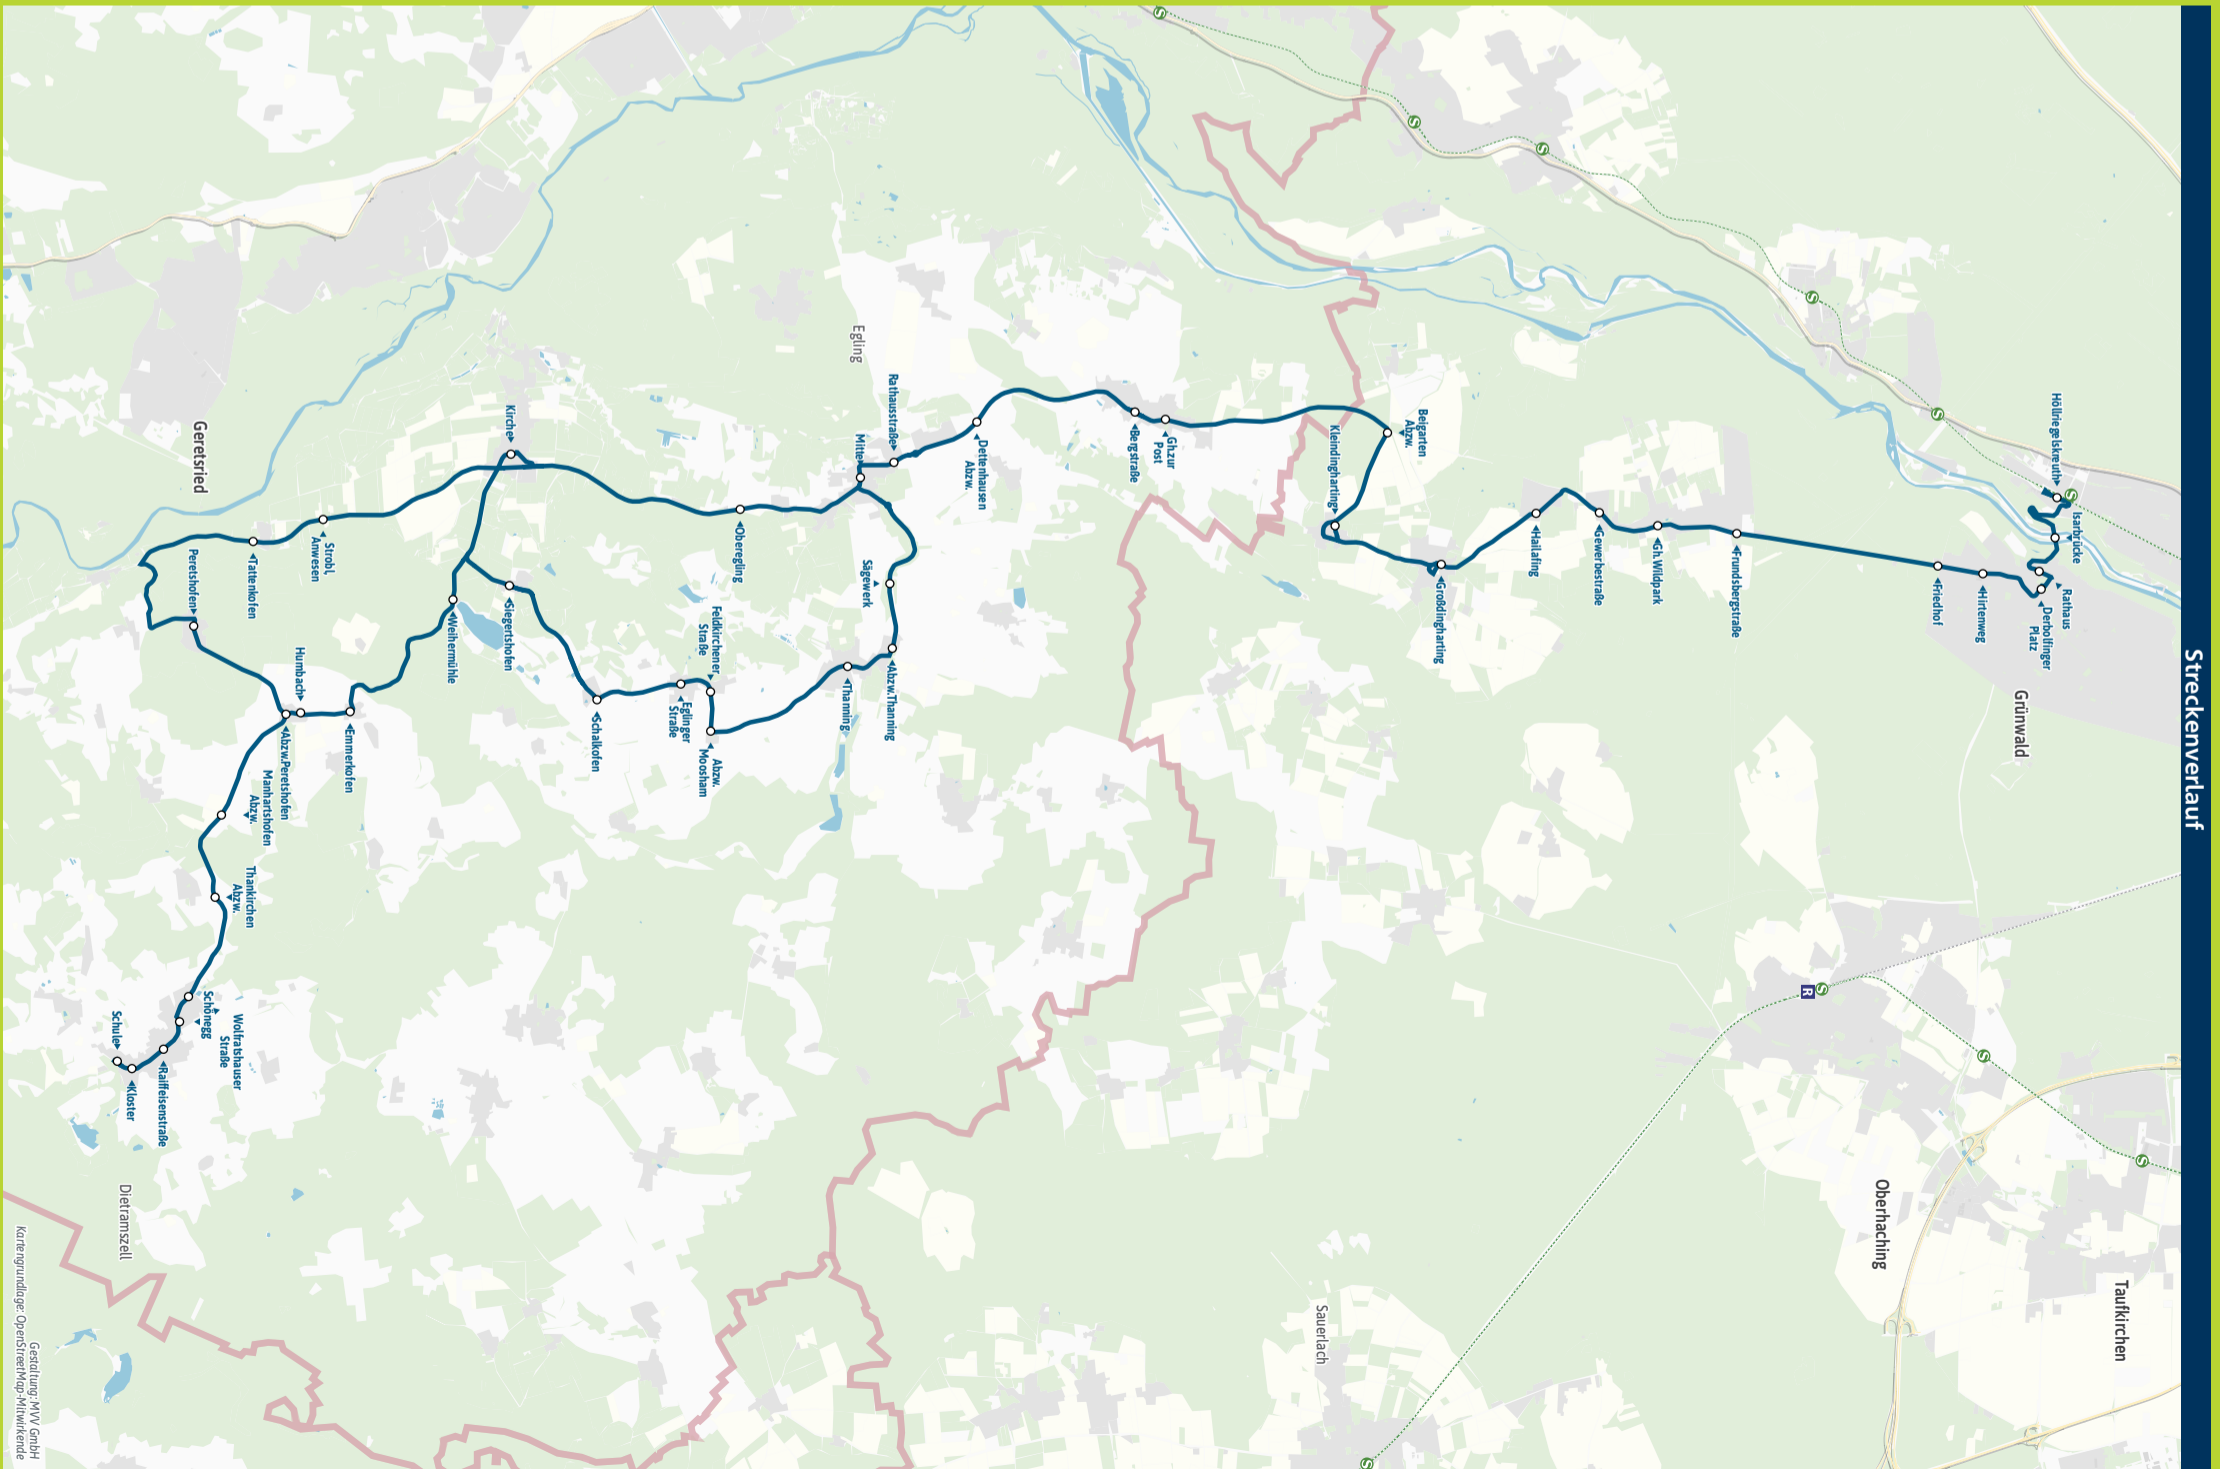 Streckenverlauf
Taufkirchen
Höllriegelskreuth
Isarbrücke
Rathaus
Derbolfinger
Platz
Grünwald
Hirtenweg
Friedhof
Oberhaching
R
Frundsbergstraße
Gh.Wildpark
Gewerbestraße
Hailafing
Großdingharting
Beigarten
Abzw.
Kleindingharting
Sauerlach
Gh.zur
Post
Bergstraße
Dettenhausen
Abzw.
Rathausstraße
Egling
Mitte
Sägewerk
Abzw.Thanning
Thanning
Oberegling
Feldkirchener
Straße
Abzw.
Moosham
Eglinger
Straße
Schalkofen
Kirche
Siegertshofen
Weihermühle
Emmerkofen
Strobl,
Anwesen
Humbach
Abzw.Peretshofen
Manhartshofen
Abzw.
Tattenkofen
Thankirchen
Abzw.
Wolfratshauser
Straße
Schönegg
Geretsried
Peretshofen
Raiffeisenstraße
Kloster
Schule
Dietramszell
Gestaltung: MVV GmbH
Kartengrundlage: OpenStreetMap-Mitwirkende
S
S
S
S
S
S
S
S
S
S